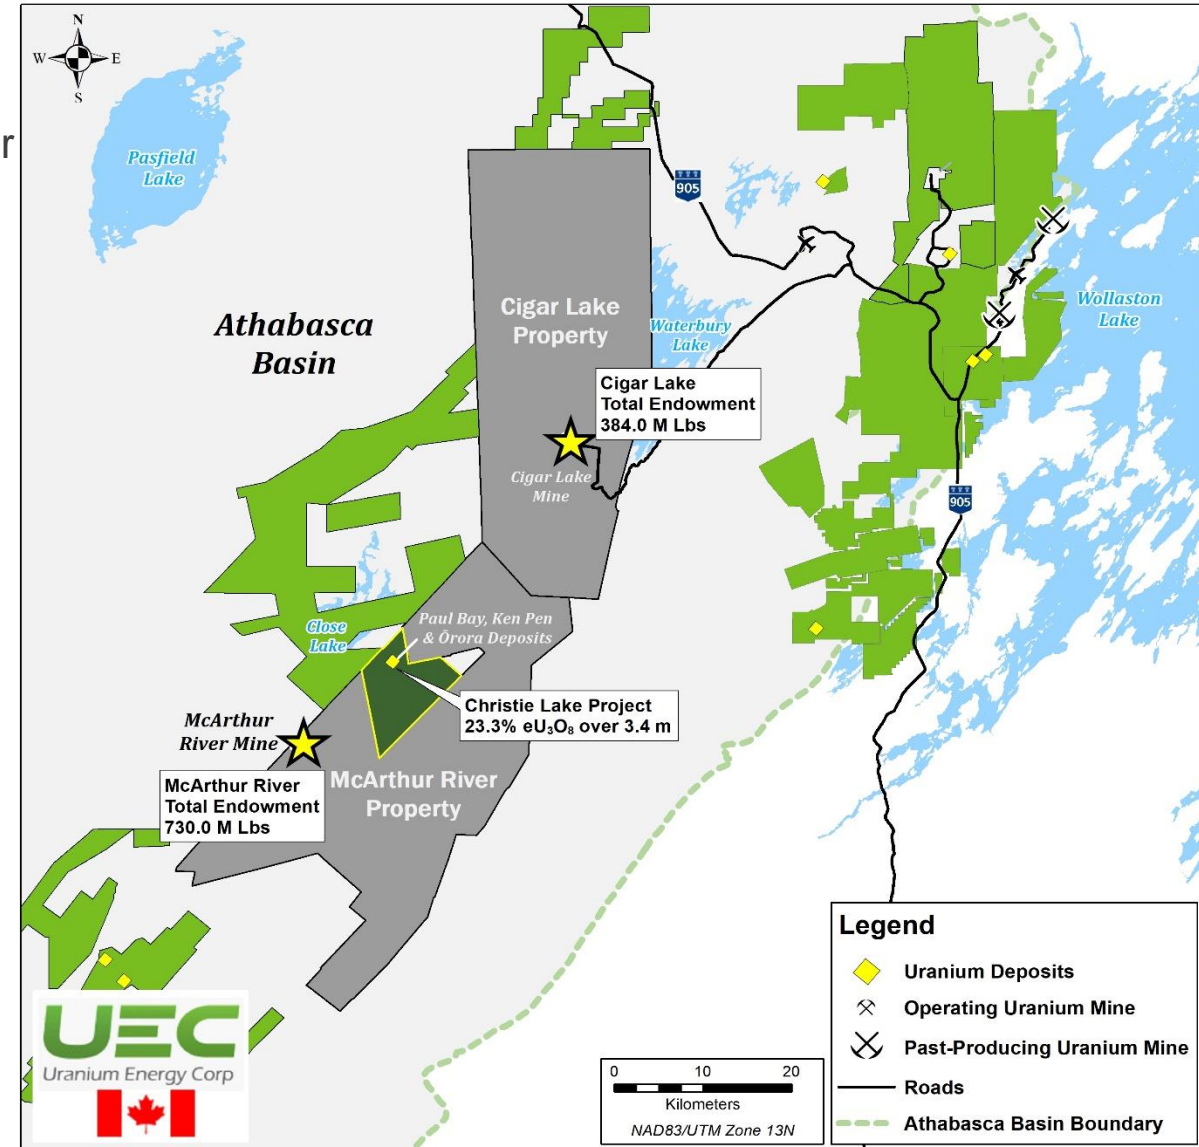 N
W E
S
r
Pasfield
Lake
905
Athabasca
Basin
Cigar Lake
Property
Waterbury
Lake
Wollaston
Lake
Cigar Lake
Total Endowment
384.0 M Lbs
Cigar Lake
Mine
905
Paul Bay, Ken Pen
& Ōrora Deposits
Close
Lake
Christie Lake Project
23.3% eU₃O₈ over 3.4 m
McArthur
River Mine
McArthur River
Property
McArthur River
Total Endowment
730.0 M Lbs
UEC
Uranium Energy Corp
0 10 20
Kilometers
NAD83/UTM Zone 13N
Legend
Uranium Deposits
Operating Uranium Mine
Past-Producing Uranium Mine
Roads
Athabasca Basin Boundary